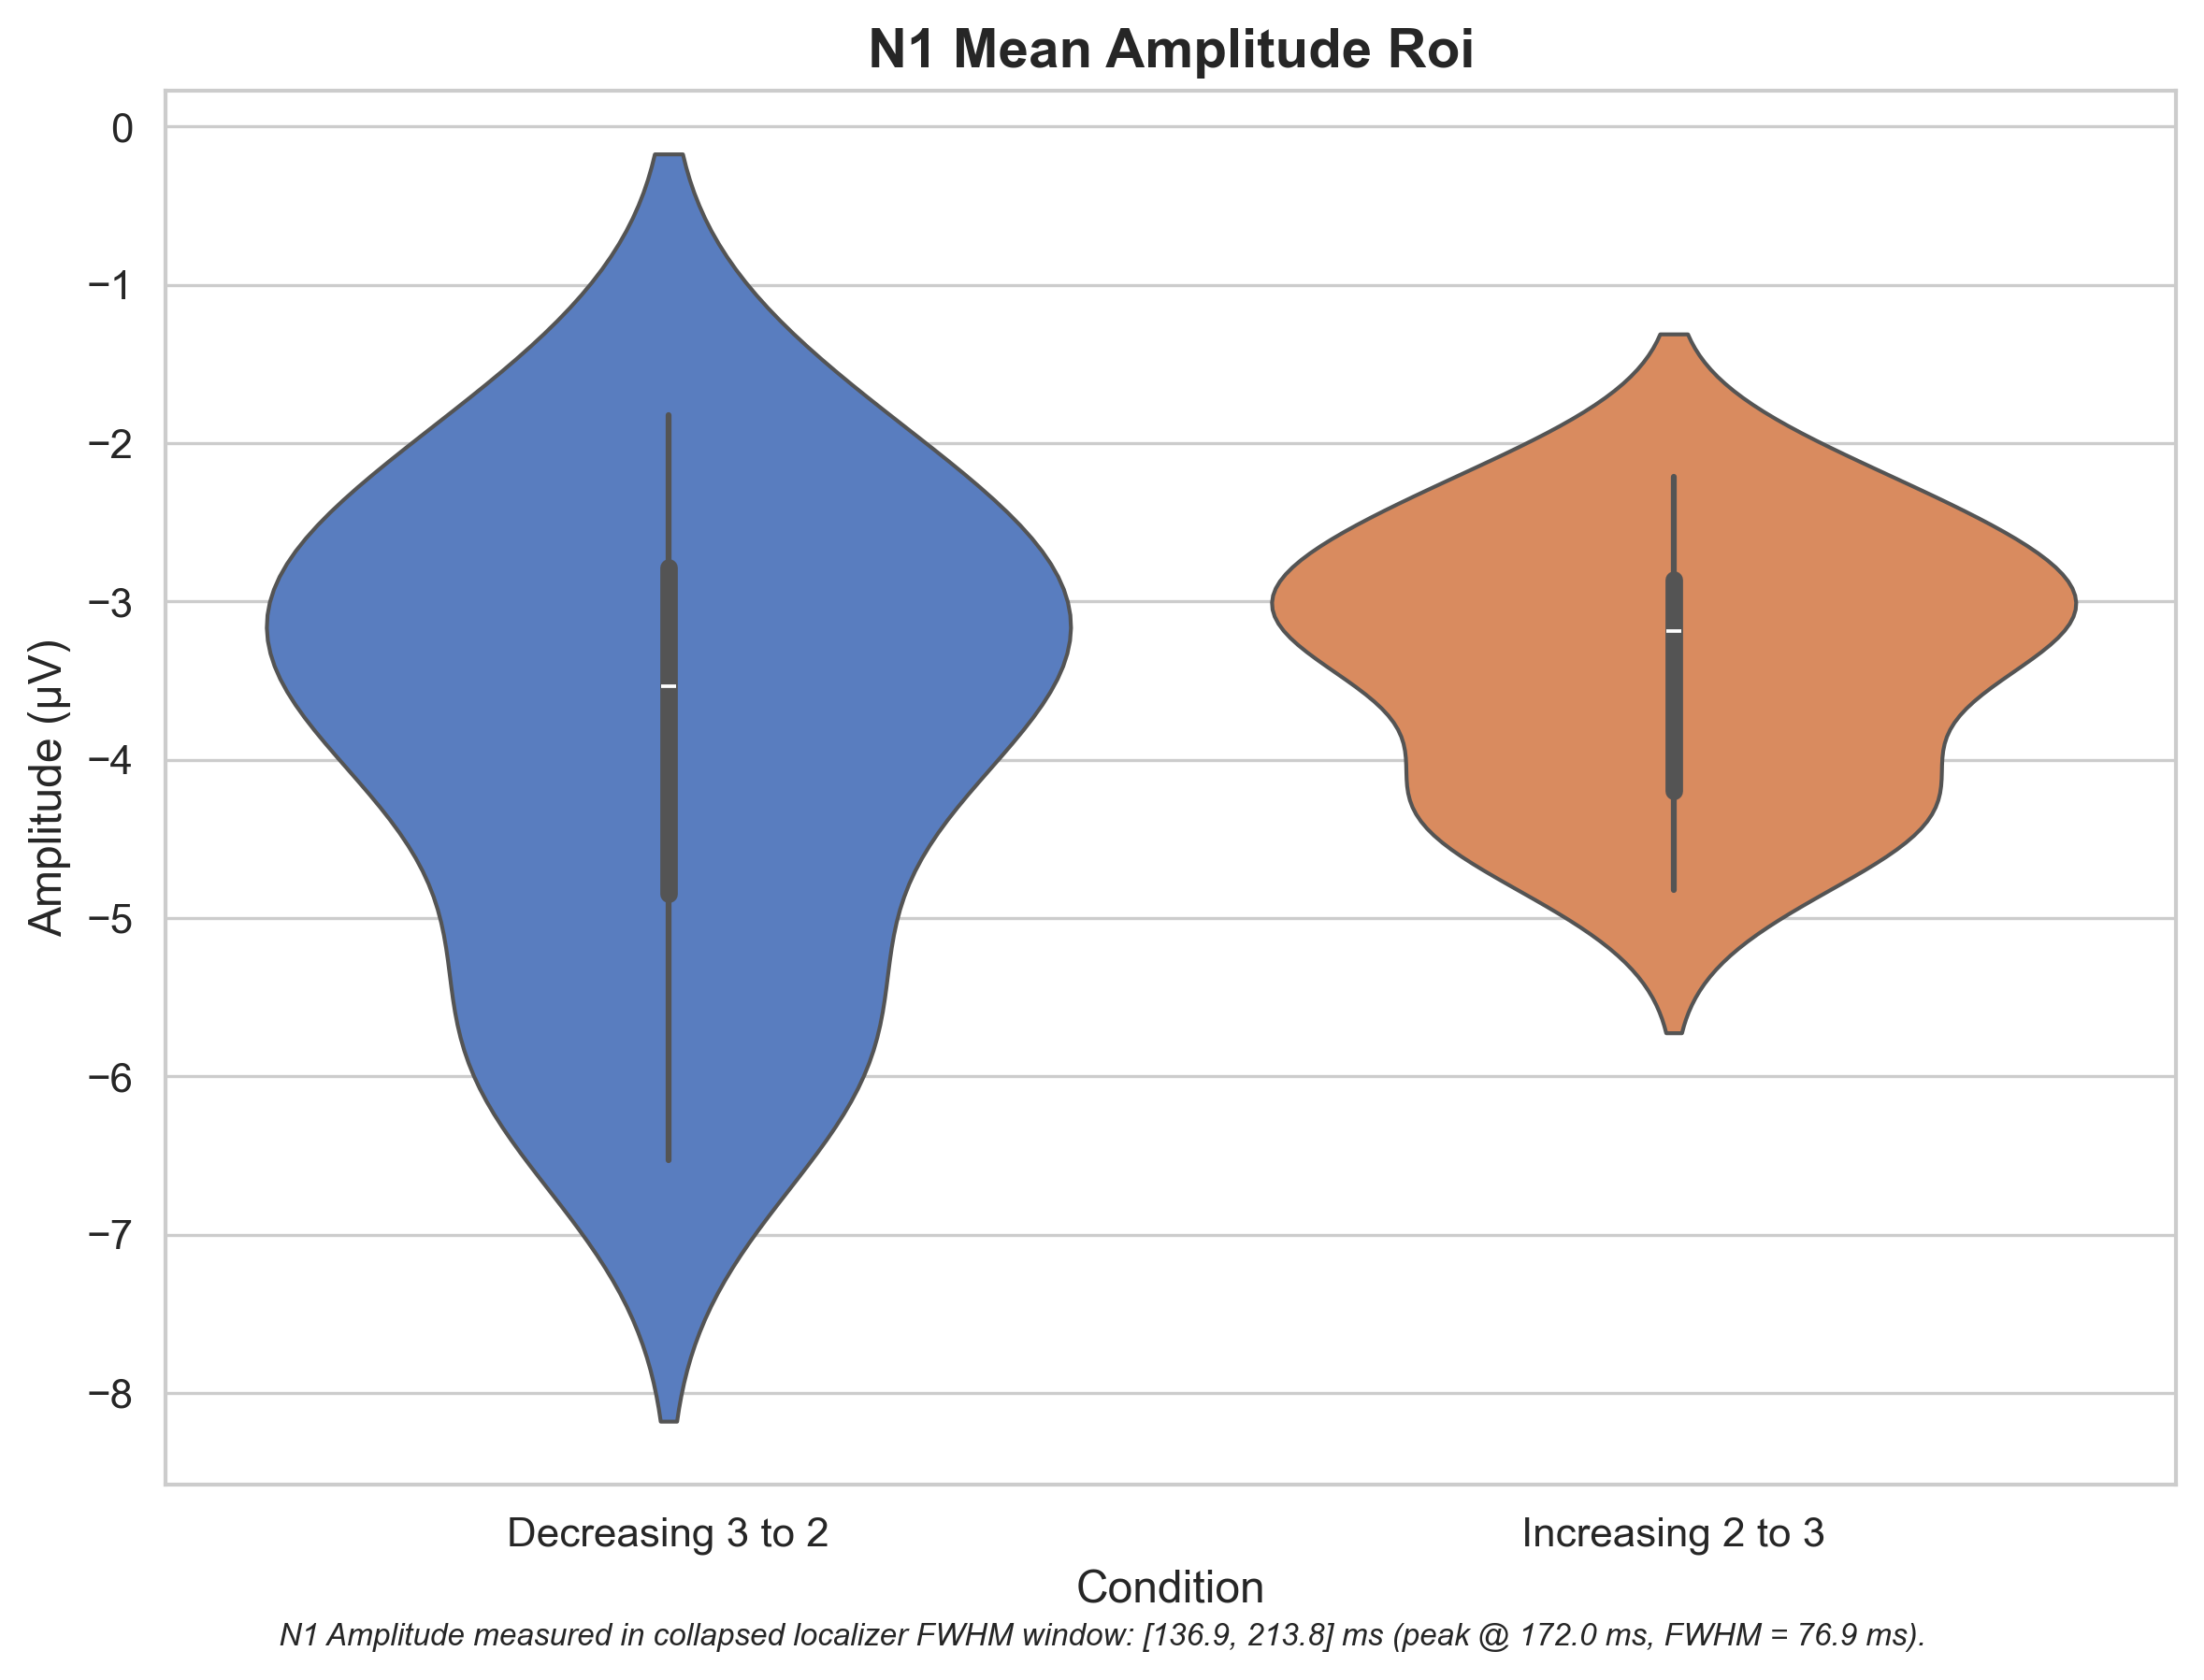 N1 Mean Amplitude Roi
0
−1
−2
−3
−4
−5
−6
−7
−8
Amplitude (µV)
Decreasing 3 to 2
Increasing 2 to 3
Condition
N1 Amplitude measured in collapsed localizer FWHM window: [136.9, 213.8] ms (peak @ 172.0 ms, FWHM = 76.9 ms).